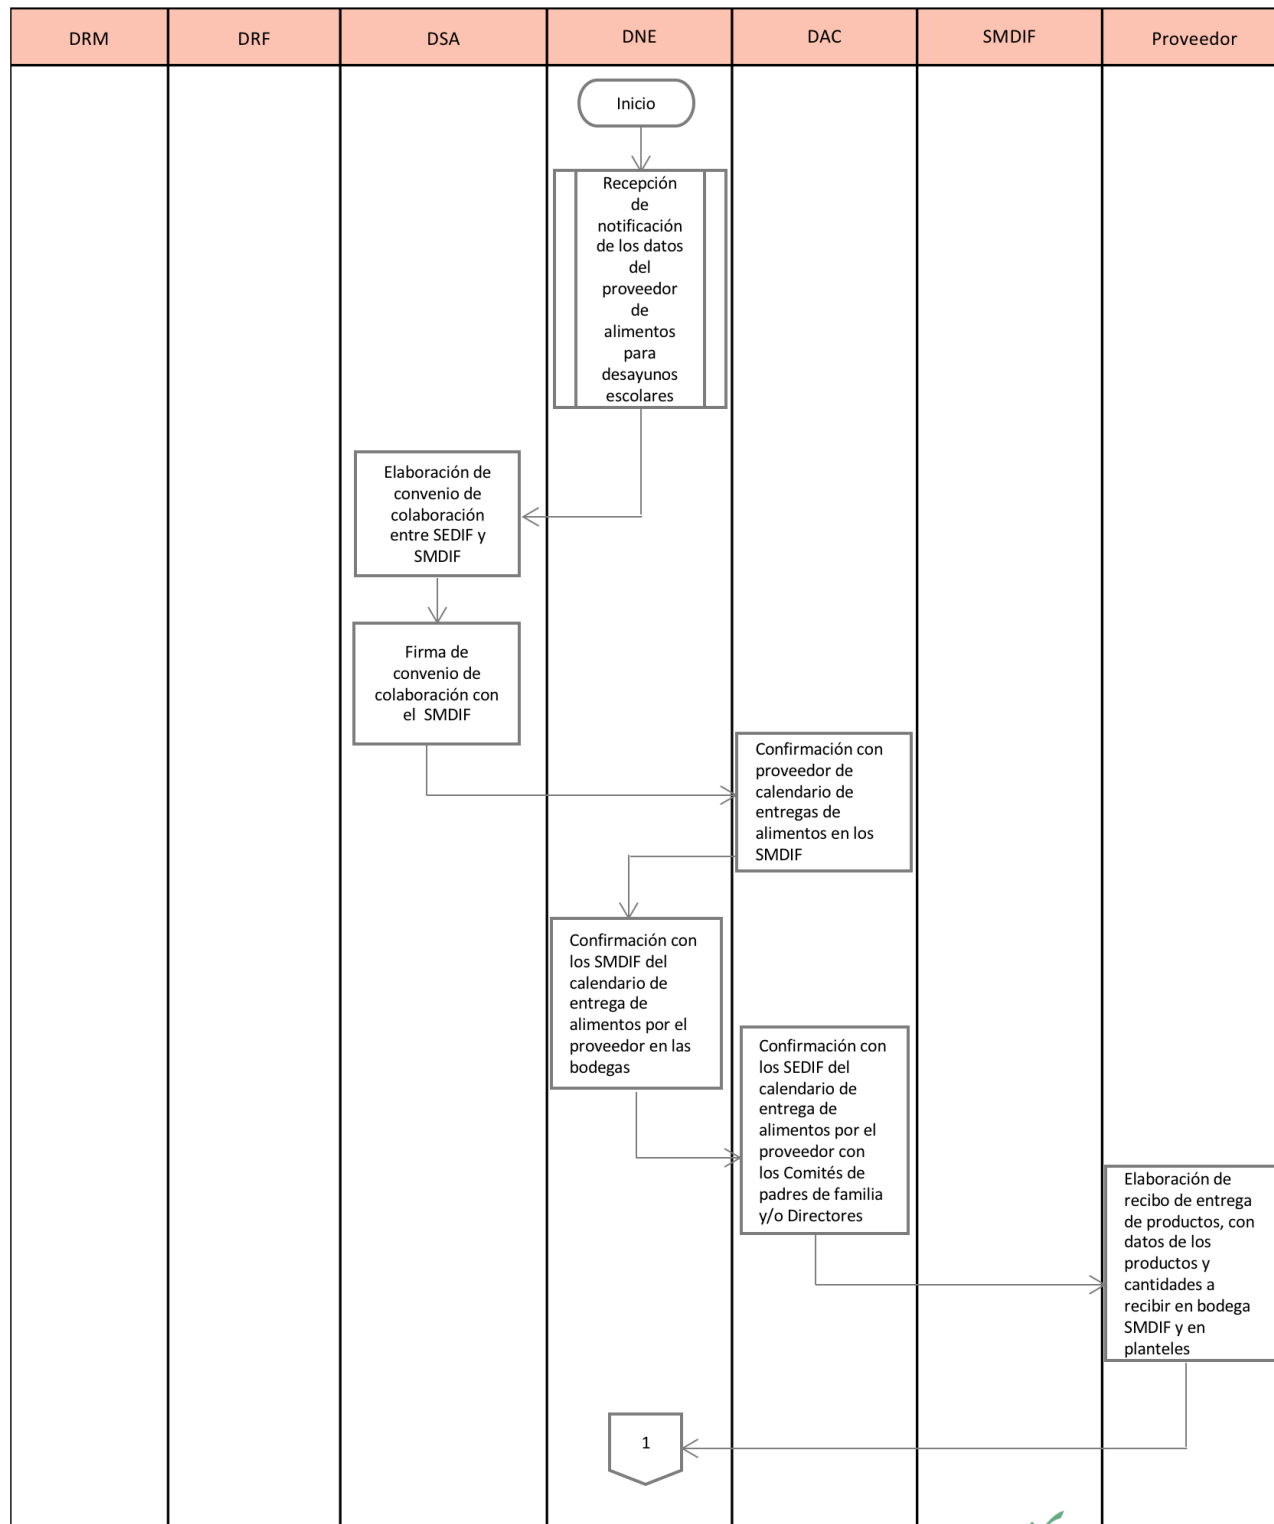 DRM
DRF
DSA
DNE
DAC
SMDIF
Proveedor
Inicio
Recepción
de
notificación
de los datos
del
proveedor
de
alimentos
para
desayunos
escolares
Elaboración de
convenio de
colaboración
entre SEDIF y
SMDIF
Firma de
convenio de
colaboración con
el SMDIF
Confirmación con
proveedor de
calendario de
entregas de
alimentos en los
SMDIF
Confirmación con
los SMDIF del
calendario de
entrega de
alimentos por el
proveedor en las
bodegas
Confirmación con
los SEDIF del
calendario de
entrega de
alimentos por el
proveedor con
los Comités de
padres de familia
y/o Directores
Elaboración de
recibo de entrega
de productos, con
datos de los
productos y
cantidades a
recibir en bodega
SMDIF y en
planteles
1